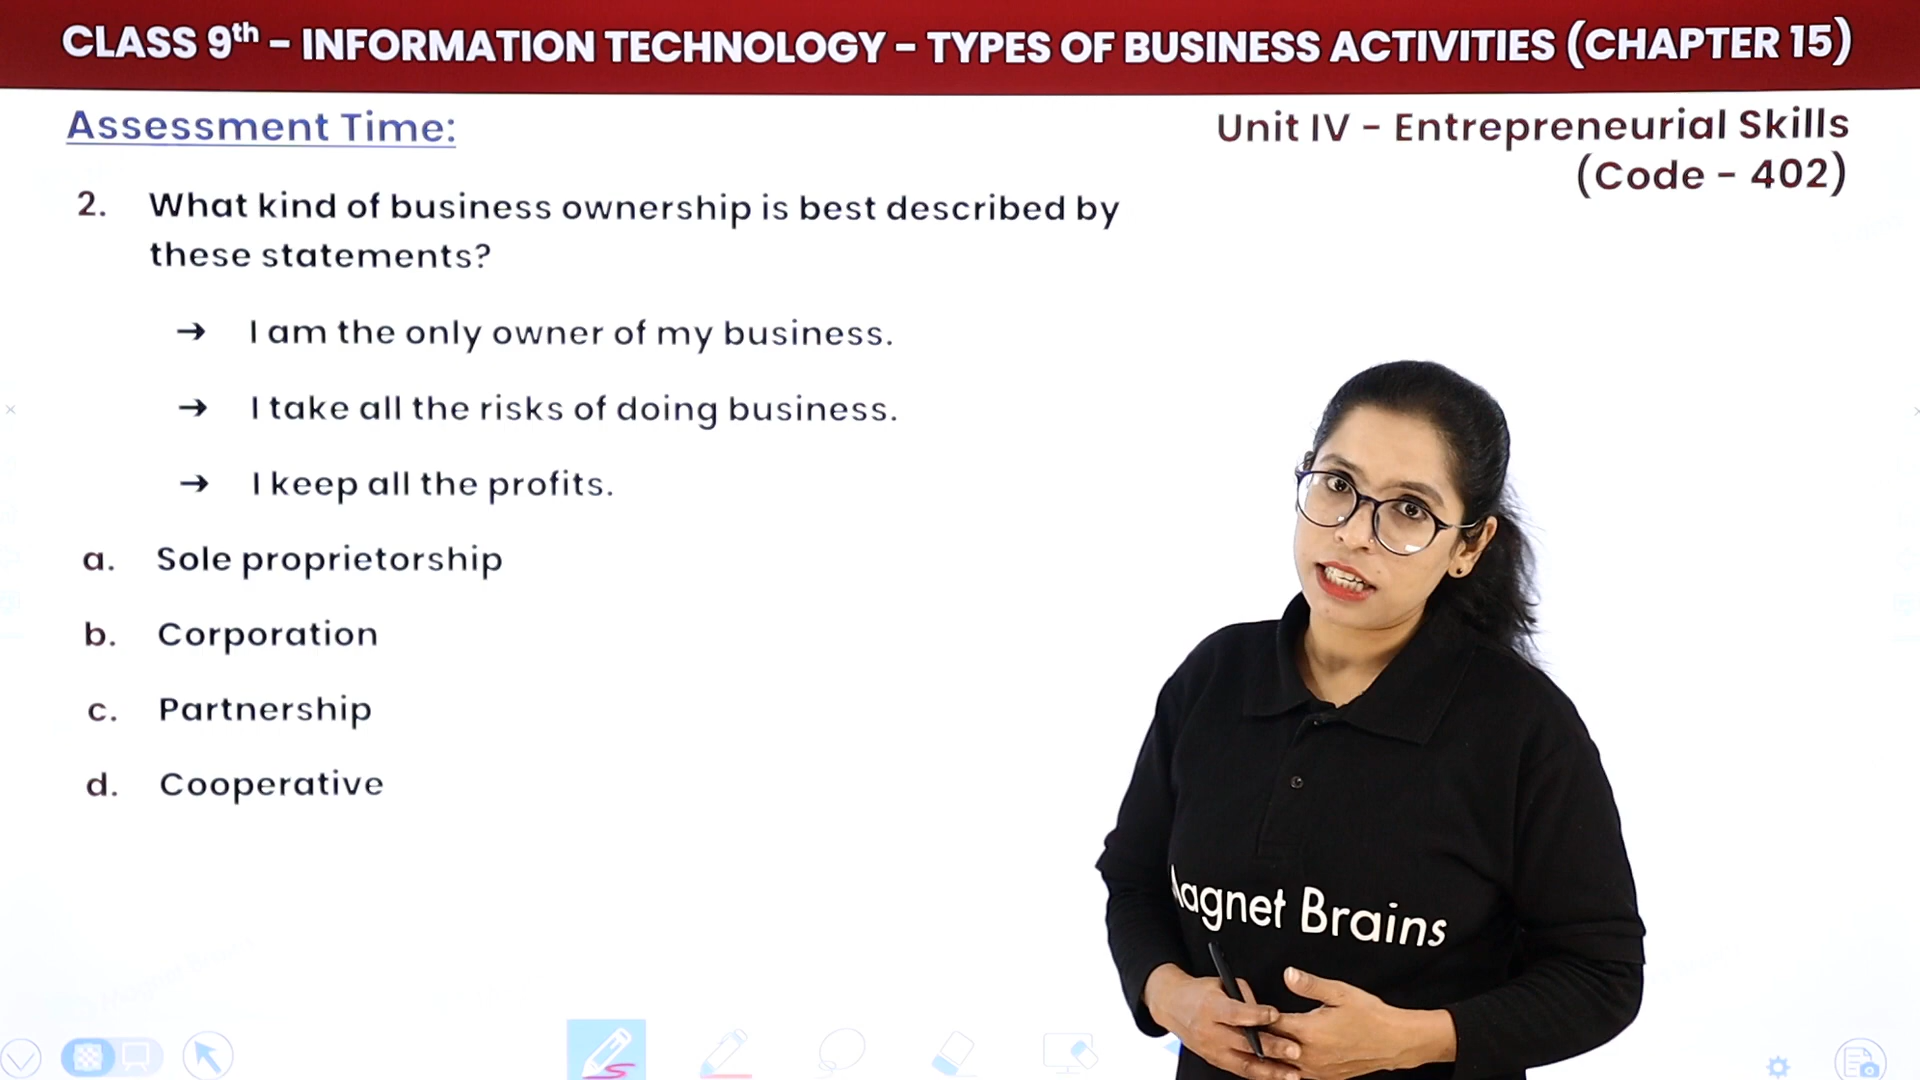 CLASS 9th – INFORMATION TECHNOLOGY – TYPES OF BUSINESS ACTIVITIES (CHAPTER 15)
Assessment Time:
Unit IV – Entrepreneurial Skills
(Code – 402)
2. What kind of business ownership is best described by
these statements?
→ I am the only owner of my business.
→ I take all the risks of doing business.
→ I keep all the profits.
a. Sole proprietorship
b. Corporation
c. Partnership
d. Cooperative
Magnet Brains